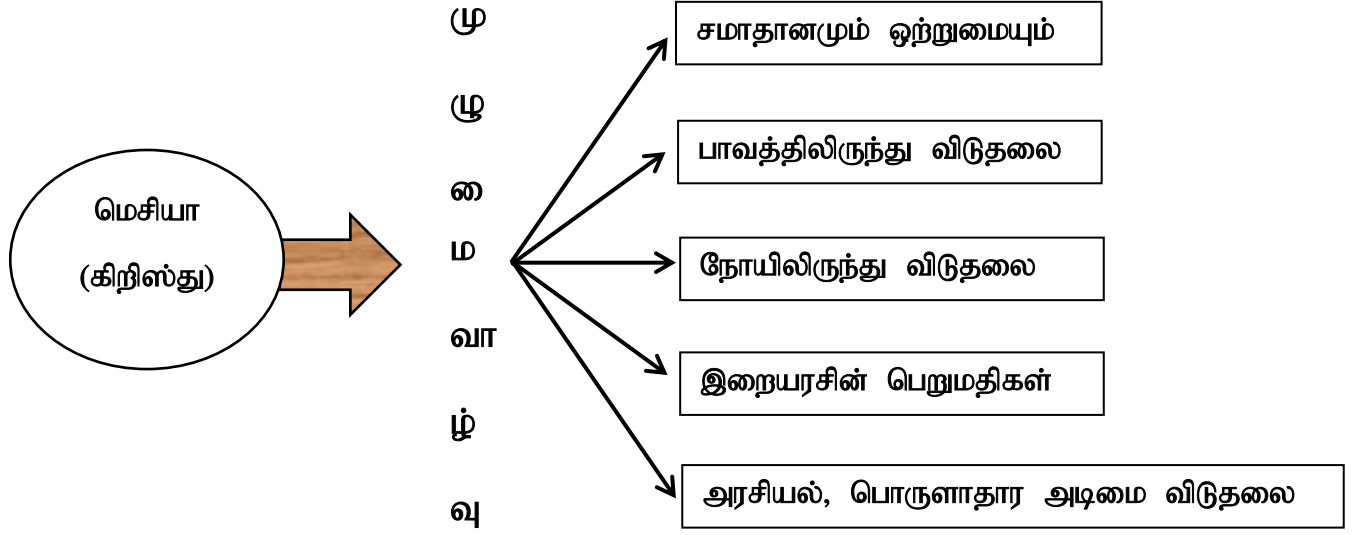 மெசியா
(கிறிஸ்து)
மு
ழு
மை
வா
ழ்
வு
சமாதானமும் ஒற்றுமையும்
பாவத்திலிருந்து விடுதலை
நோயிலிருந்து விடுதலை
இறையரசின் பெறுமதிகள்
அரசியல், பொருளாதார அடிமை விடுதலை